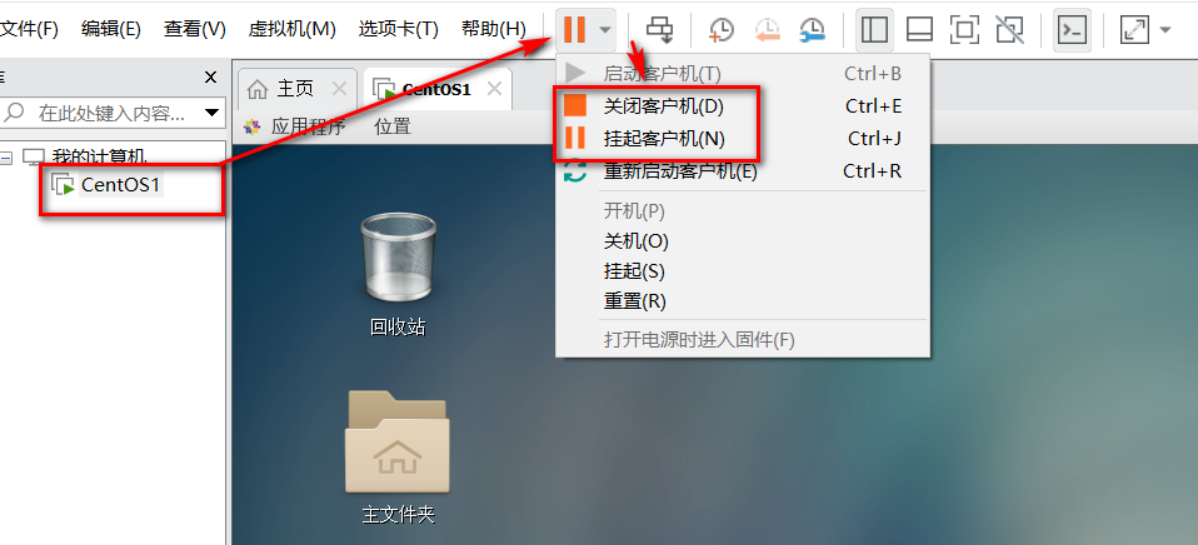 文件(F) 编辑(E) 查看(V) 虚拟机(M) 选项卡(T) 帮助(H)
库
在此处键入内容...
我的计算机
CentOS1
主页
CentOS1
应用程序 位置
启动客户机(T) Ctrl+B
关闭客户机(D) Ctrl+E
挂起客户机(N) Ctrl+J
重新启动客户机(E) Ctrl+R
开机(P)
关机(O)
挂起(S)
重置(R)
打开电源时进入固件(F)
回收站
主文件夹